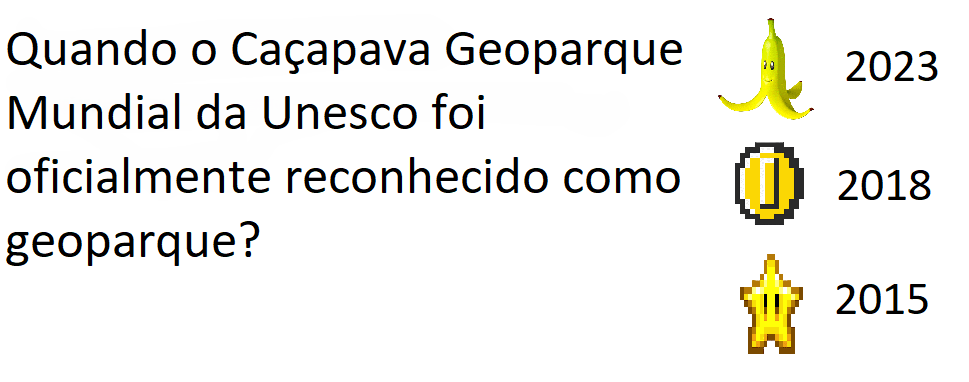 Quando o Caçapava Geoparque
Mundial da Unesco foi
oficialmente reconhecido como
geoparque?
2023
2018
2015